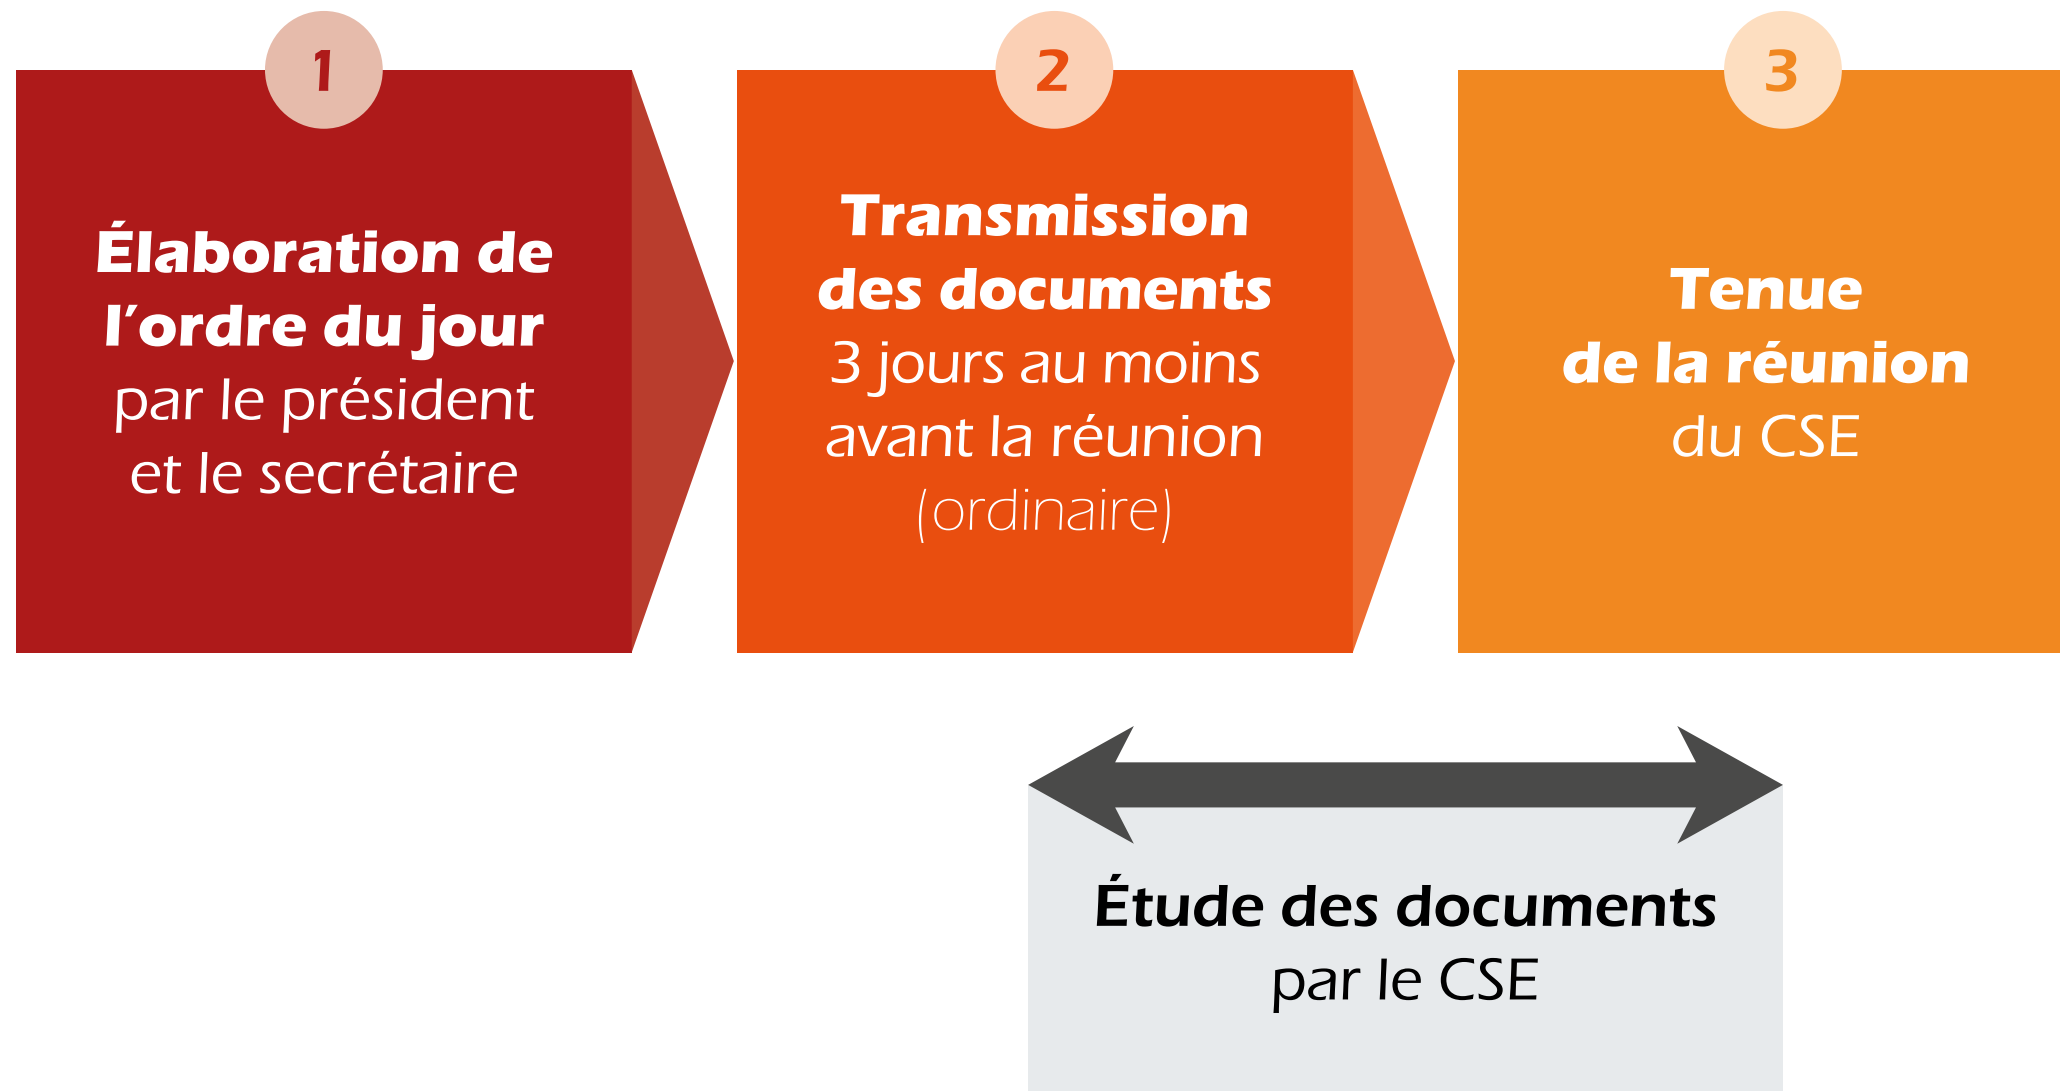 1
Élaboration de
l’ordre du jour
par le président
et le secrétaire
2
Transmission
des documents
3 jours au moins
avant la réunion
(ordinaire)
3
Tenue
de la réunion
du CSE
Étude des documents
par le CSE